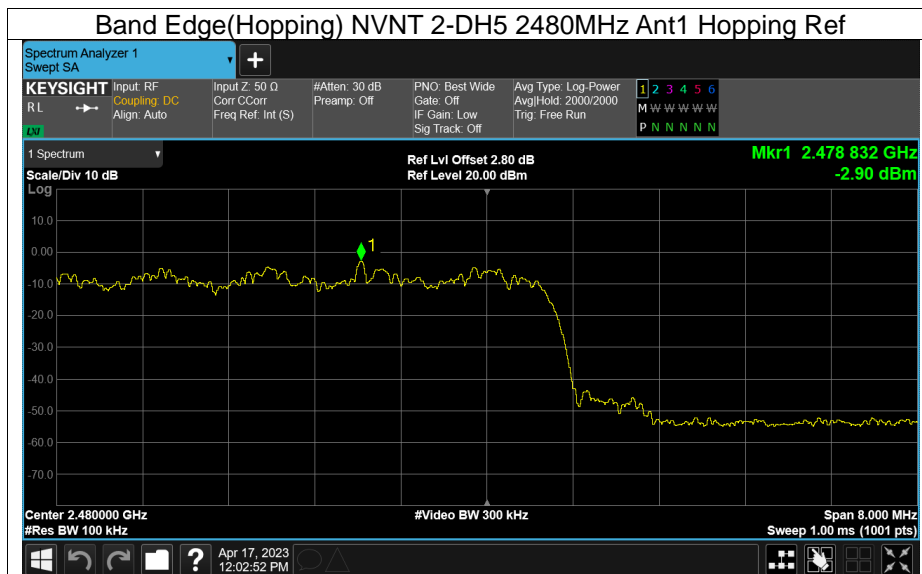 Band Edge(Hopping) NVNT 2-DH5 2480MHz Ant1 Hopping Ref
Spectrum Analyzer 1
Swept SA
KEYSIGHT
RL
LXI
Input: RF
Coupling: DC
Align: Auto
Input Z: 50 Ω
Corr CCorr
Freq Ref: Int (S)
#Atten: 30 dB
Preamp: Off
PNO: Best Wide
Gate: Off
IF Gain: Low
Sig Track: Off
Avg Type: Log-Power
Avg|Hold: 2000/2000
Trig: Free Run
1 2 3 4 5 6
M W W W W W
P N N N N N
1 Spectrum
Scale/Div 10 dB
Ref Lvl Offset 2.80 dB
Ref Level 20.00 dBm
Mkr1 2.478 832 GHz
-2.90 dBm
Log
10.0
0.00
-10.0
-20.0
-30.0
-40.0
-50.0
-60.0
-70.0
1
Center 2.480000 GHz
#Res BW 100 kHz
#Video BW 300 kHz
Span 8.000 MHz
Sweep 1.00 ms (1001 pts)
?
Apr 17, 2023
12:02:52 PM